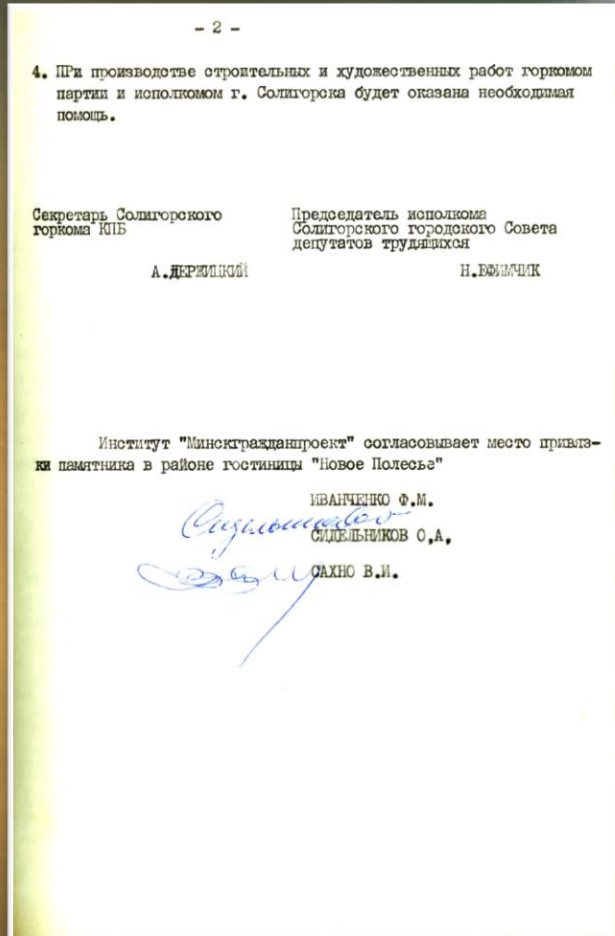 - 2 -
4. ПРи производстве строительных и художественных работ горкомом
партии и исполкомом г. Солигорска будет оказана необходимая
помощь.
Секретарь Солигорского
горкома КПБ
Председатель исполкома
Солигорского городского Совета
депутатов трудящихся
А.ДЕРЖИЦКИЙ
Н.ЕФИМЧИК
Институт "Минскгражданпроект" согласовывает место привяз-
ки памятника в районе гостиницы "Новое Полесье"
ИВАНЧЕНКО Ф.М.
СИДЕЛЬНИКОВ О,А,
САХНО В.И.